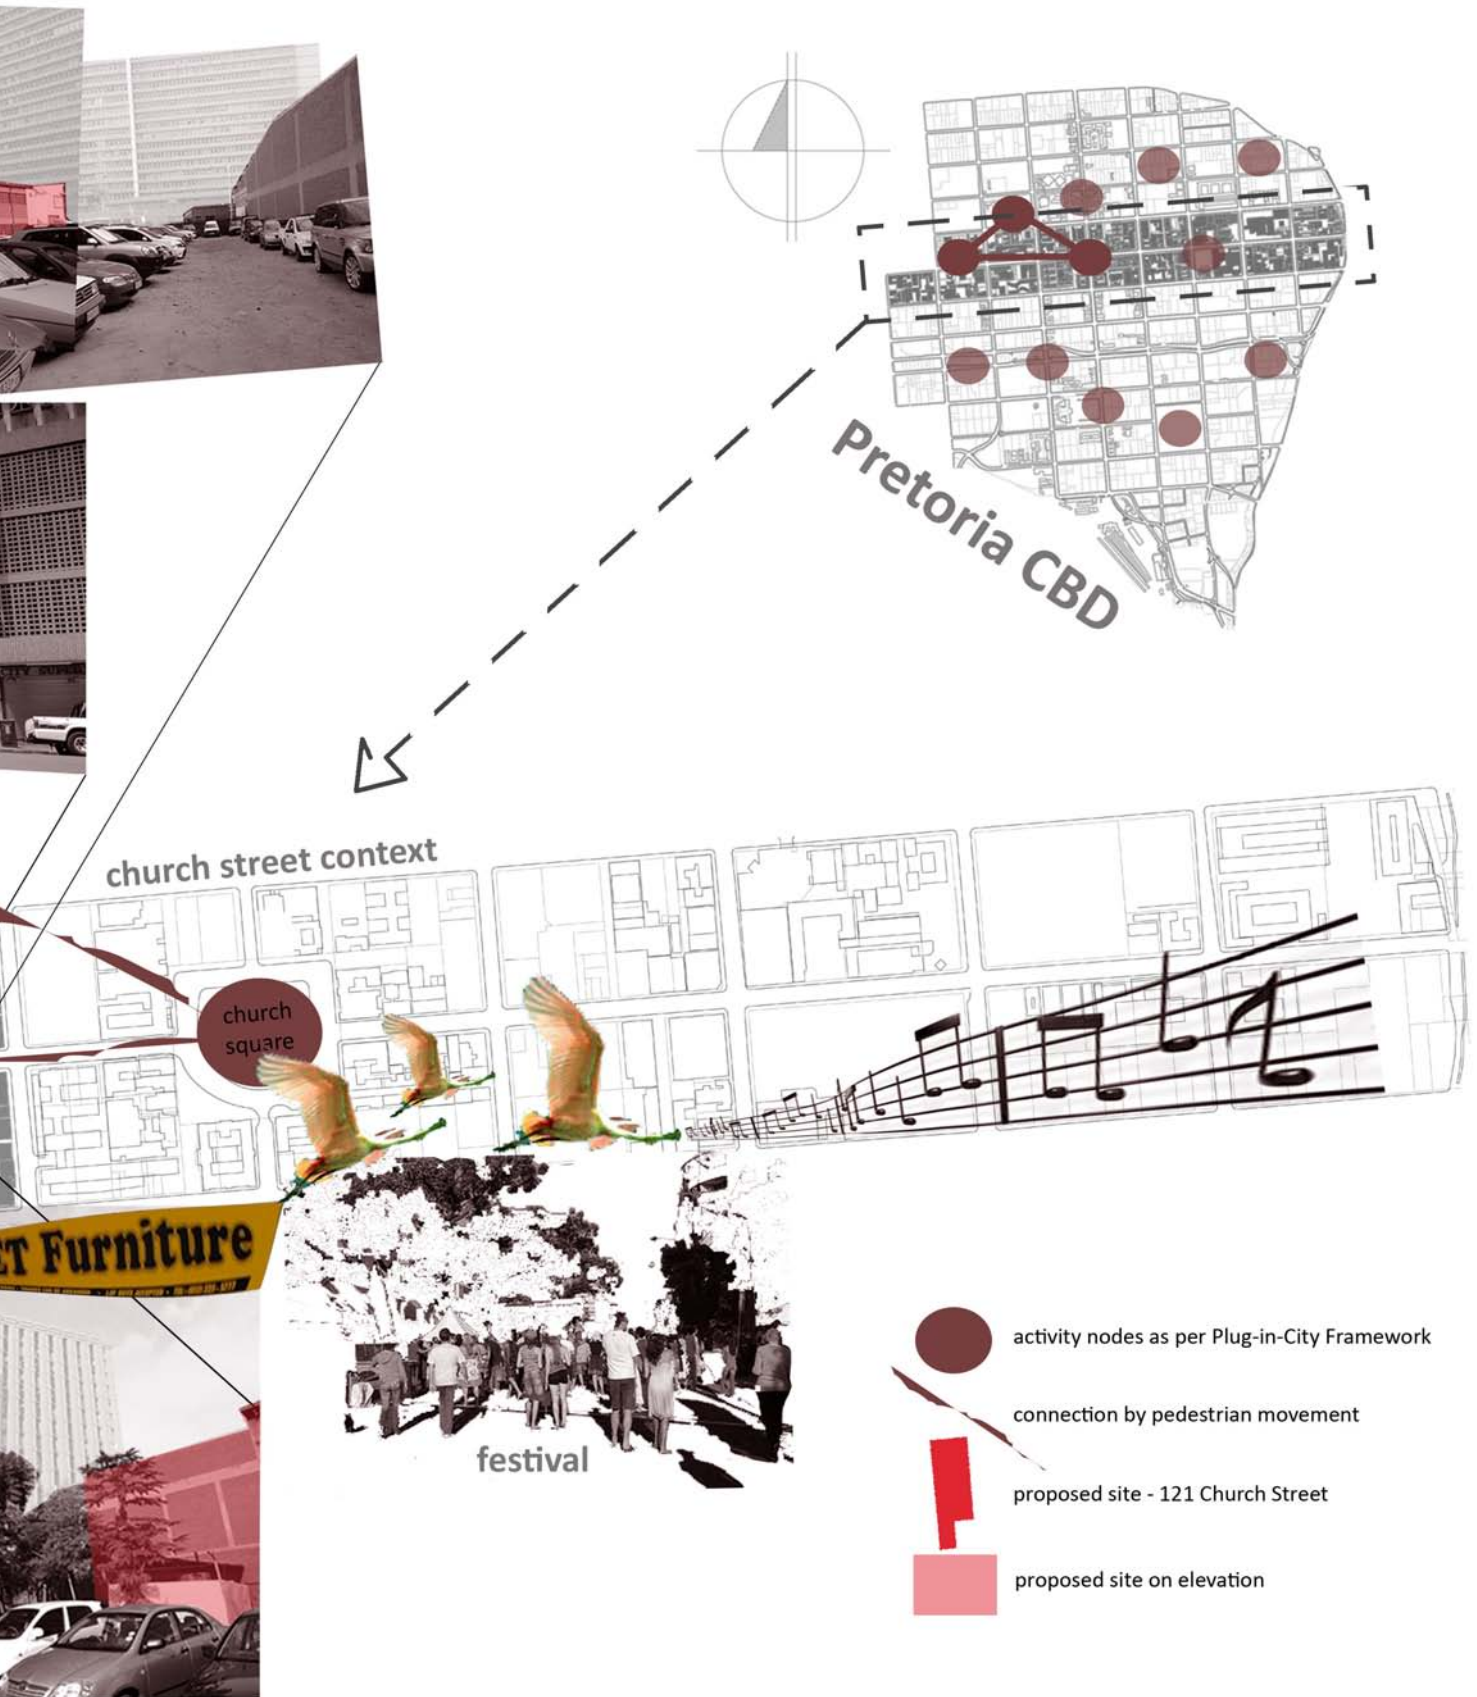 Pretoria CBD
church street context
church
square
ET Furniture
festival
activity nodes as per Plug-in-City Framework
connection by pedestrian movement
proposed site - 121 Church Street
proposed site on elevation